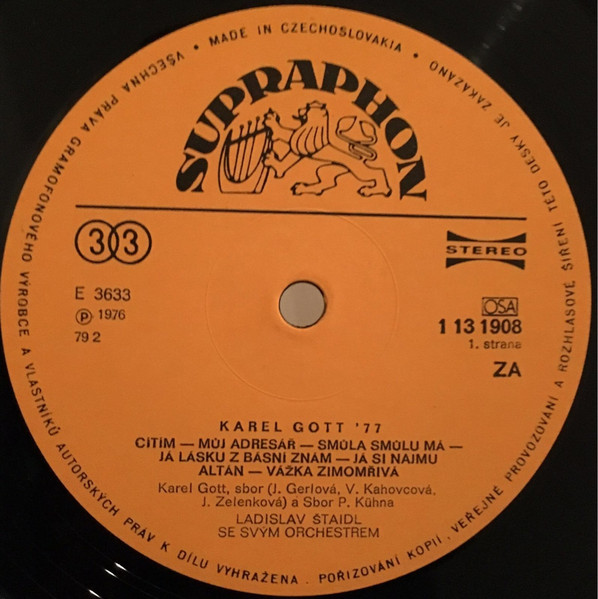 VŠECHNA PRÁVA GRAMOFONOVÉHO VÝROBCE A VLASTNÍKŮ AUTORSKÝCH PRÁV K DÍLU VYHRAŽENA. POŘIZOVÁNÍ KOPIÍ, VEŘEJNÉ PROVOZOVÁNÍ A ROZHLASOVÉ ŠÍŘENÍ TÉTO DESKY JE ZAKÁZÁNO • MADE IN CZECHOSLOVAKIA •
SUPRAPHON
33
STEREO
E 3633
℗ 1976
79 2
OSA
1 13 1908
1. strana
ZA
KAREL GOTT '77
CÍTÍM — MŮJ ADRESÁŘ — SMŮLA SMŮLU MÁ —
JÁ LÁSKU Z BÁSNÍ ZNÁM — JÁ SI NAJMU
ALTÁN — VÁŽKA ZIMOMŘIVÁ
Karel Gott, sbor (J. Gerlová, V. Kahovcová,
J. Zelenková) a Sbor P. Kühna
LADISLAV ŠTAIDL
SE SVÝM ORCHESTREM